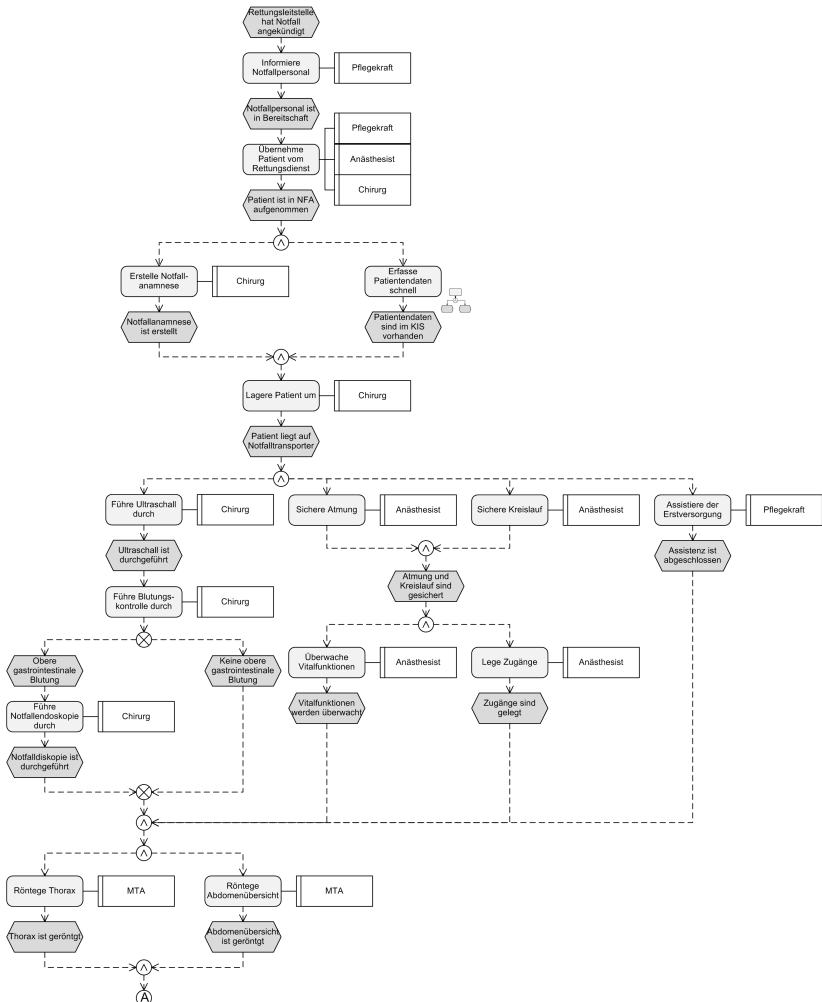 Rettungsleitstelle
hat Notfall
angekündigt
Informiere
Notfallpersonal
Pflegekraft
Notfallpersonal ist
in Bereitschaft
Pflegekraft
Übernehme
Patient vom
Rettungsdienst
Anästhesist
Chirurg
Patient ist in NFA
aufgenommen
Erstelle Notfall-
anamnese
Chirurg
Erfasse
Patientendaten
schnell
Notfallanamnese
ist erstellt
Patientendaten
sind im KIS
vorhanden
Lagere Patient um
Chirurg
Patient liegt auf
Notfalltransporter
Führe Ultraschall
durch
Chirurg
Sichere Atmung
Anästhesist
Sichere Kreislauf
Anästhesist
Assistiere der
Erstversorgung
Pflegekraft
Ultraschall ist
durchgeführt
Assistenz ist
abgeschlossen
Atmung und
Kreislauf sind
gesichert
Führe Blutungs-
kontrolle durch
Chirurg
Obere
gastrointestinale
Blutung
Keine obere
gastrointestinale
Blutung
Überwache
Vitalfunktionen
Anästhesist
Lege Zugänge
Anästhesist
Führe
Notfallendoskopie
durch
Chirurg
Vitalfunktionen
werden überwacht
Zugänge sind
gelegt
Notfalldiskopie ist
durchgeführt
Röntege Thorax
MTA
Röntege
Abdomenübersicht
MTA
Thorax ist geröntgt
Abdomenübersicht
ist geröntgt
A